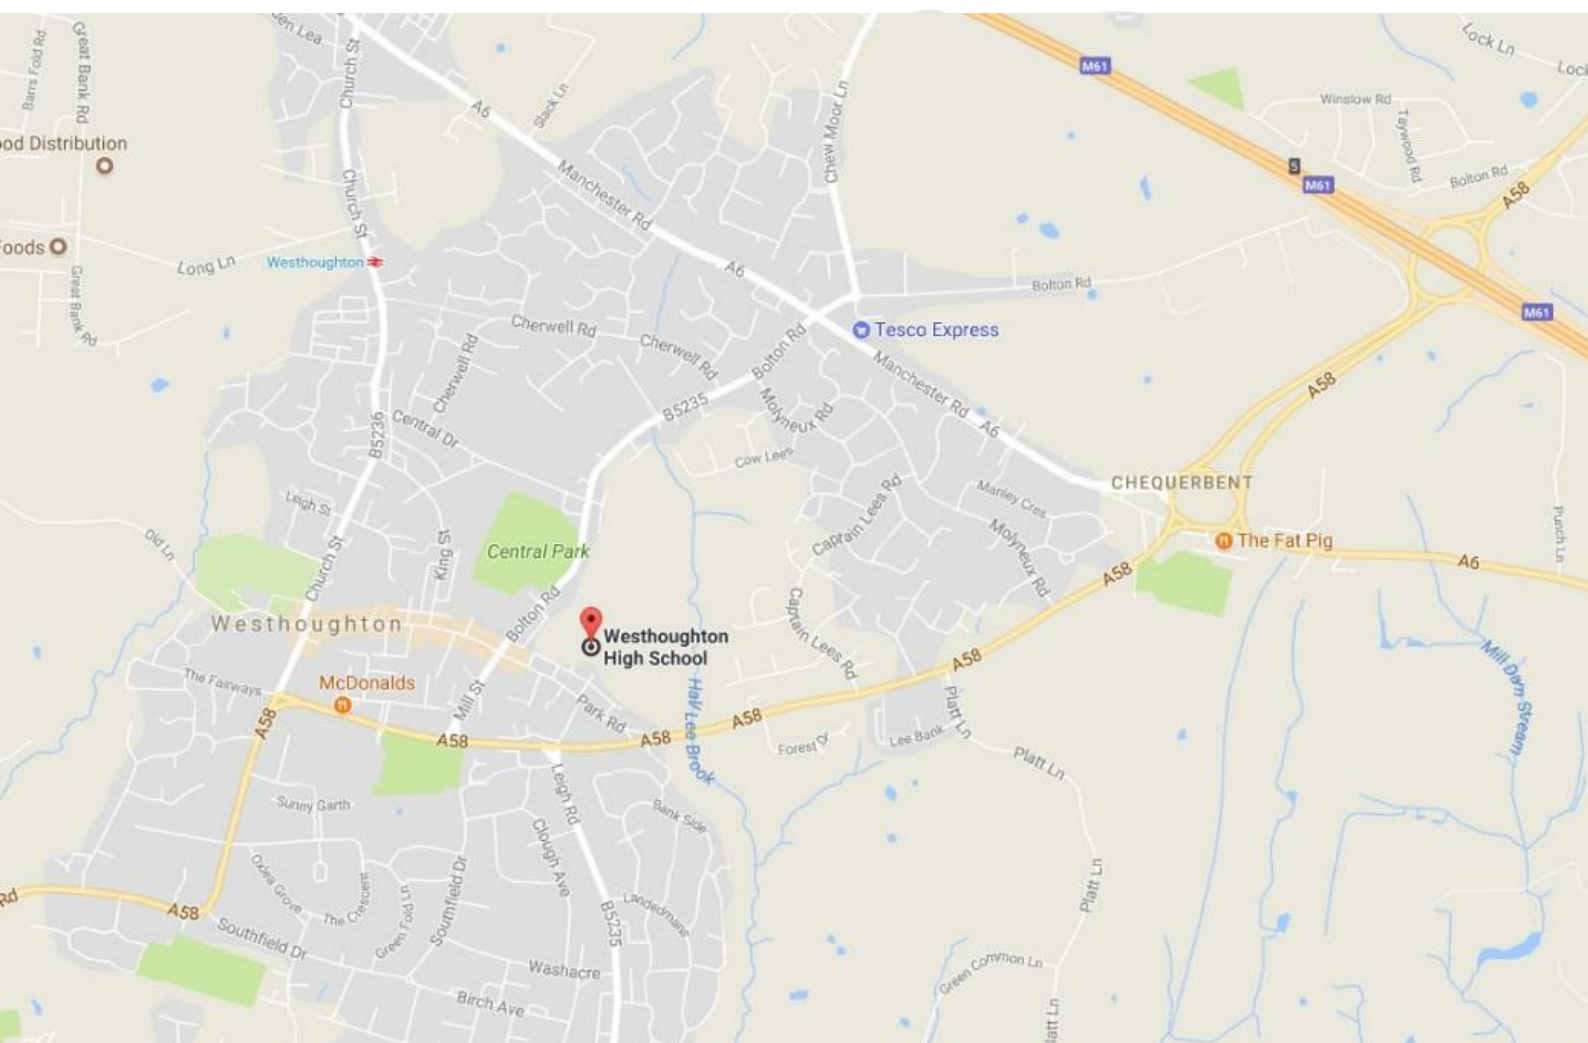 en Lea
Church St
Barrs Fold Rd
Great Bank Rd
A6
Slack Ln
Chew Moor Ln
M61
Lock Ln
Lock
Winslow Rd
Taywood Rd
5
M61
Bolton Rd
A58
ood Distribution
Church St
Manchester Rd
Foods
Long Ln
Westhoughton
A6
Bolton Rd
Great Bank Rd
M61
Cherwell Rd
Cherwell Rd
Cherwell Rd
Bolton Rd
Tesco Express
Manchester Rd
A6
A58
B5235
Molyneux Rd
B5236
Central Dr
Cow Lees
CHEQUERBENT
Leigh St
Captain Lees Rd
Manley Cres
Molyneux Rd
Punch Ln
Old Ln
Church St
King St
Central Park
The Fat Pig
A6
A58
Bolton Rd
Captain Lees Rd
Westhoughton
Westhoughton
High School
A58
Mill Dam Stream
The Fairways
McDonalds
Mill St
Park Rd
Hall Lee Brook
Platt Ln
A58
A58
A58
A58
Forest Dr
Lee Bank
Platt Ln
Leigh Rd
Sunny Garth
Bank Side
Clough Ave
Oxlea Grove
The Crescent
Green Fold Ln
Southfield Dr
Landedmans
Platt Ln
Rd
A58
Southfield Dr
B5235
Washacre
Birch Ave
Green Common Ln
latt Ln